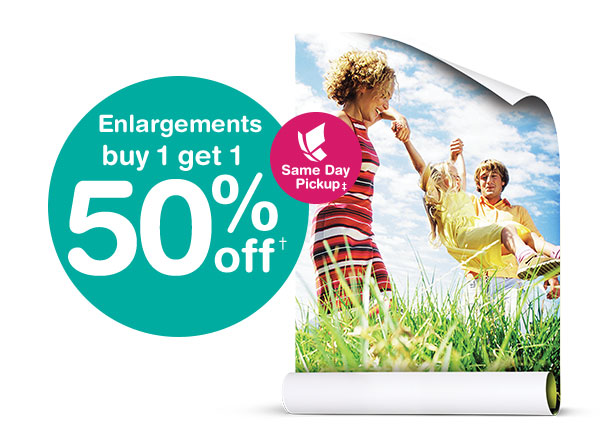 Enlargements
buy 1 get 1
50%
off†
Same Day
Pickup‡